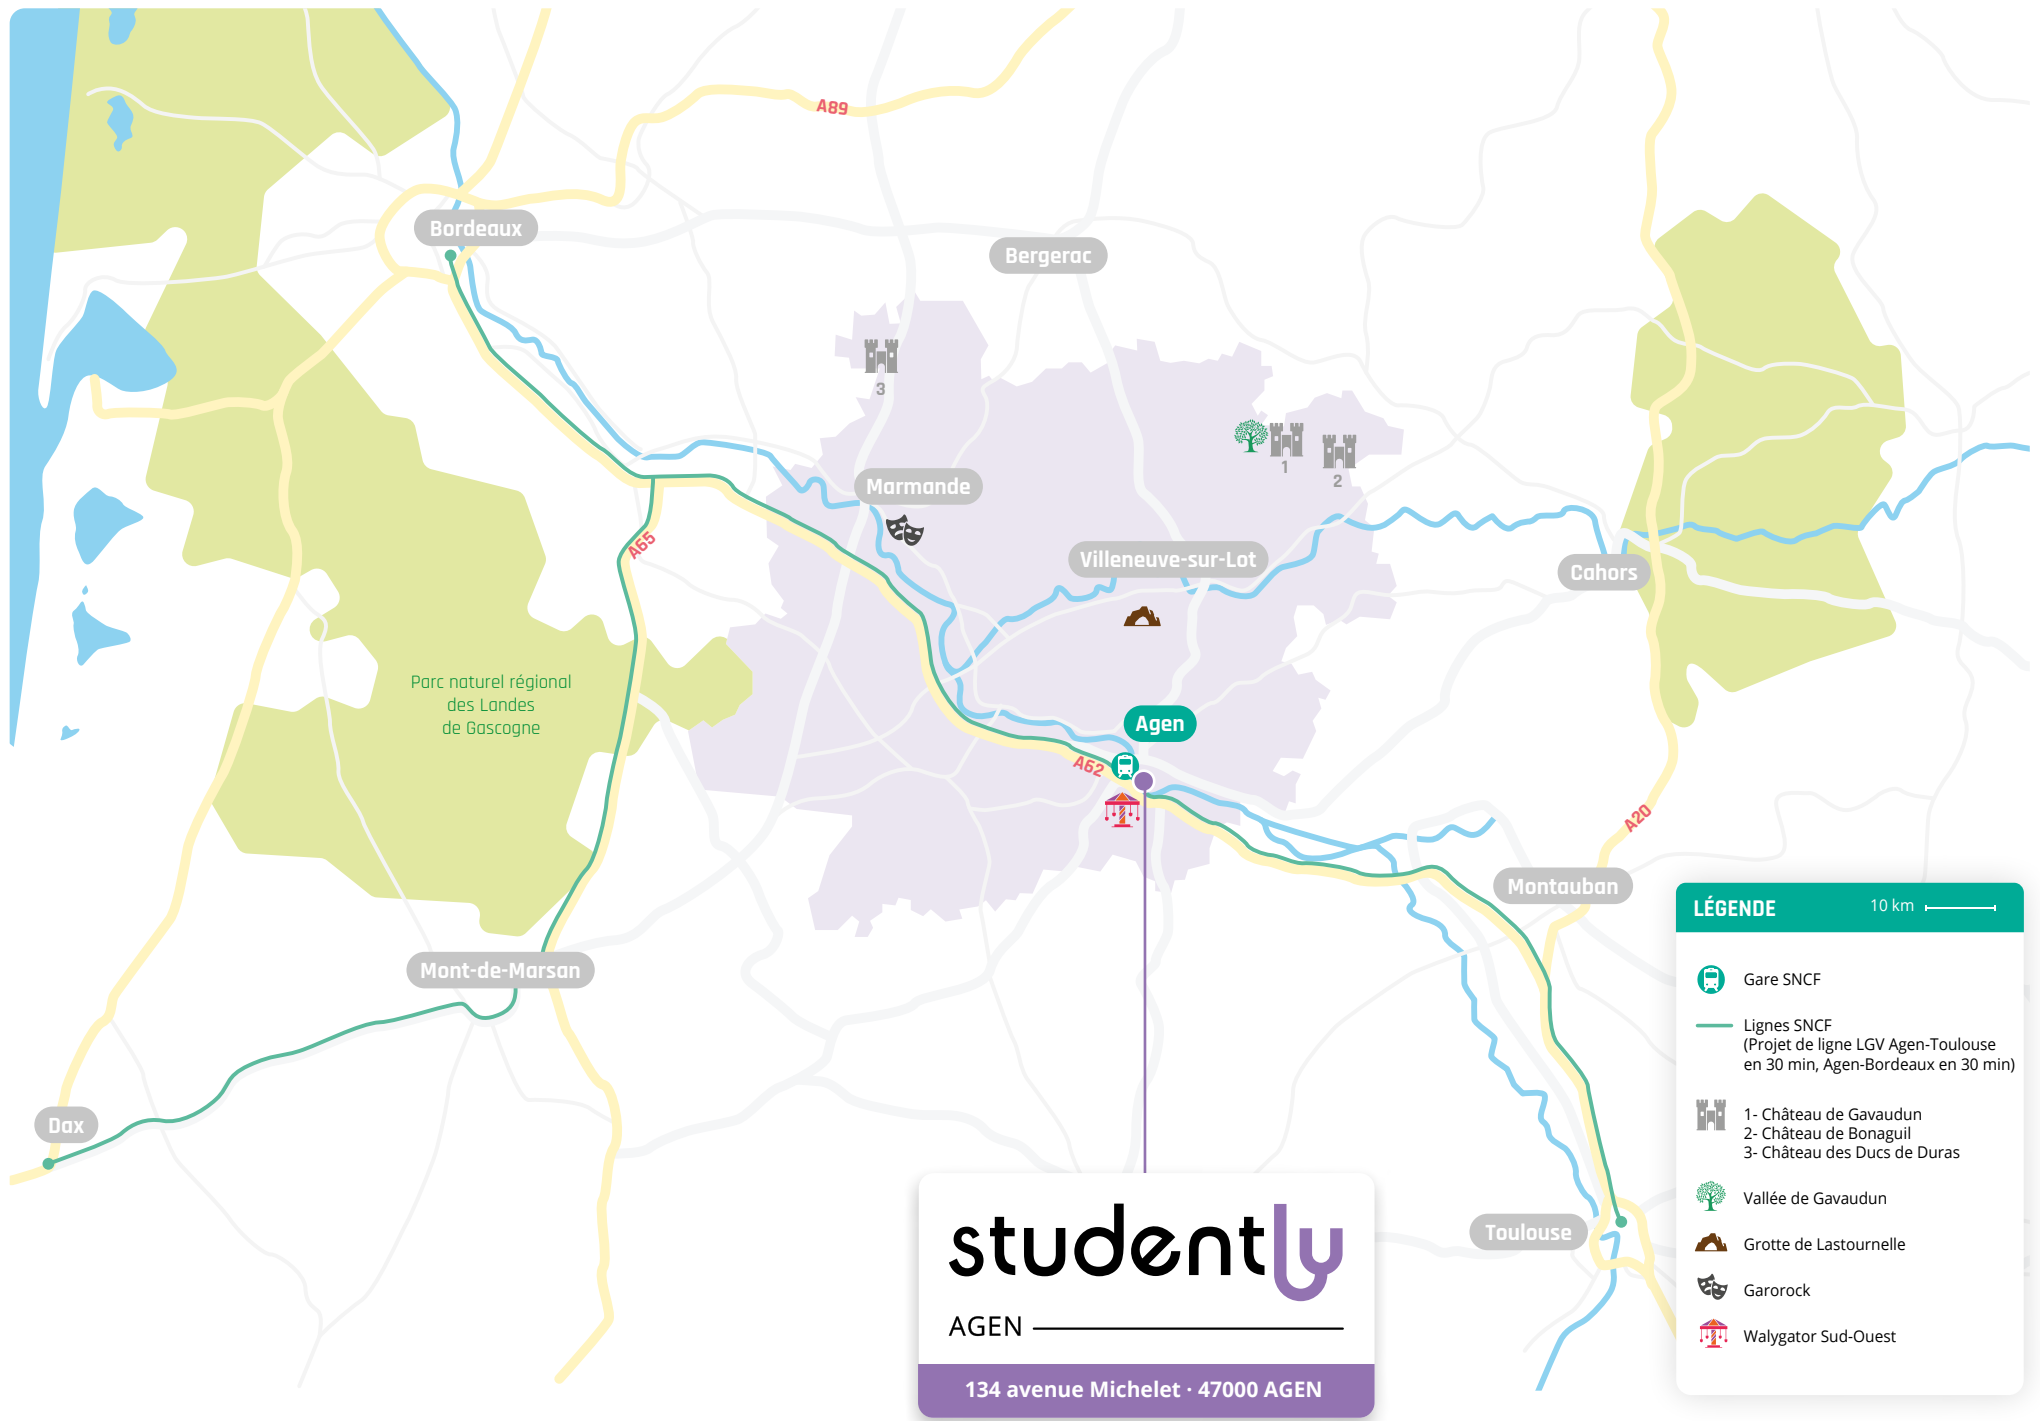 A89
Bordeaux
Bergerac
3
1
2
Marmande
A65
Villeneuve-sur-Lot
Cahors
Parc naturel régional
des Landes
de Gascogne
Agen
A62
A20
Montauban
Mont-de-Marsan
Dax
Toulouse
LÉGENDE
10 km
Gare SNCF
Lignes SNCF
(Projet de ligne LGV Agen-Toulouse
en 30 min, Agen-Bordeaux en 30 min)
1- Château de Gavaudun
2- Château de Bonaguil
3- Château des Ducs de Duras
Vallée de Gavaudun
Grotte de Lastournelle
Garorock
Walygator Sud-Ouest
studently
AGEN
134 avenue Michelet · 47000 AGEN